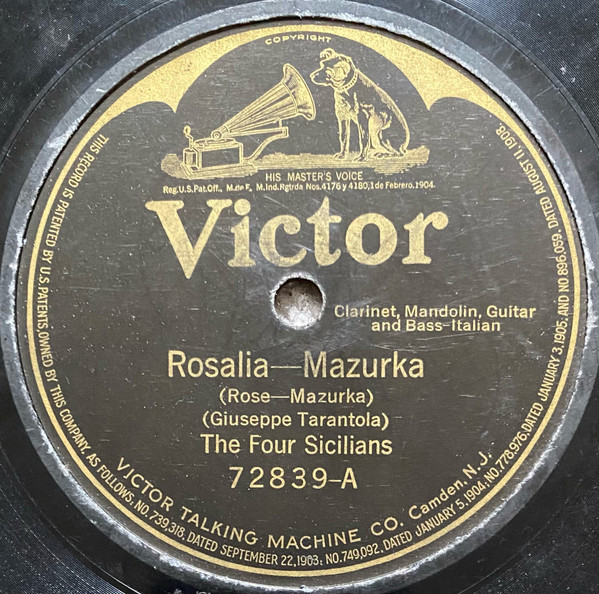 COPYRIGHT
HIS MASTER'S VOICE
Reg. U.S. Pat. Off., M. de F., M. Ind. Rgtrda Nos. 4176 y 4180, 1 de Febrero, 1904.
Victor
Clarinet, Mandolin, Guitar
and Bass-Italian
Rosalia—Mazurka
(Rose—Mazurka)
(Giuseppe Tarantola)
The Four Sicilians
72839-A
VICTOR TALKING MACHINE CO. Camden, N.J.
THIS RECORD IS PATENTED BY U.S. PATENTS, OWNED BY THIS COMPANY, AS FOLLOWS, NO. 739,318, DATED SEPTEMBER 22, 1903; NO. 749,092, DATED JANUARY 5, 1904; NO. 778,976, DATED JANUARY 3, 1905; AND NO. 896,059, DATED AUGUST 11, 1908.